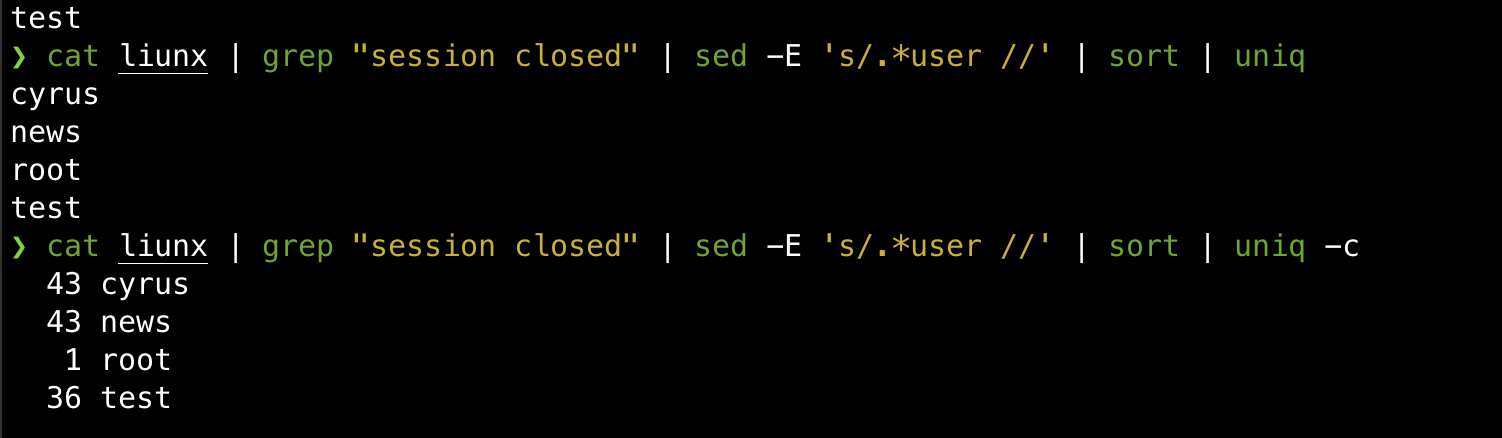 test
❯ cat liunx | grep "session closed" | sed -E 's/.*user //' | sort | uniq
cyrus
news
root
test
❯ cat liunx | grep "session closed" | sed -E 's/.*user //' | sort | uniq -c
  43 cyrus
  43 news
   1 root
  36 test